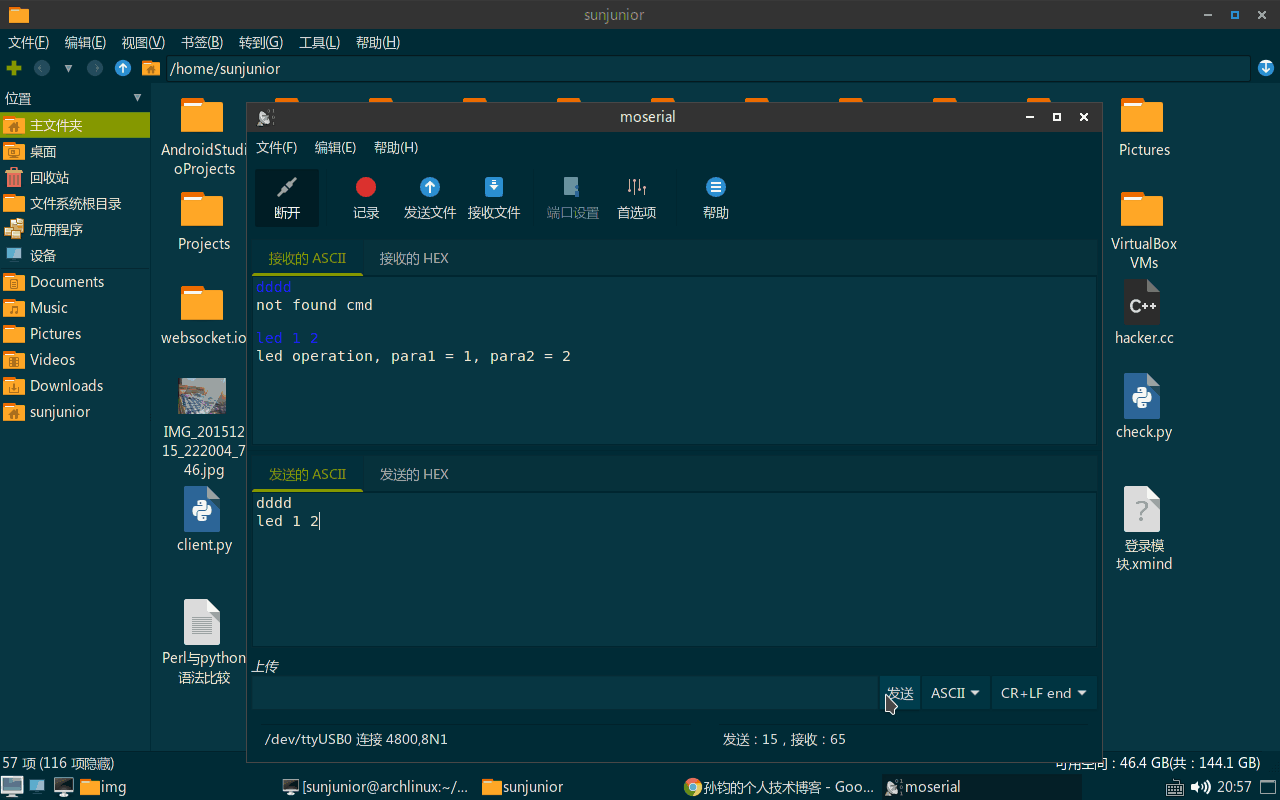 sunjunior
文件(F) 编辑(E) 视图(V) 书签(B) 转到(G) 工具(L) 帮助(H)
/home/sunjunior
位置
主文件夹
桌面
回收站
文件系统根目录
应用程序
设备
Documents
Music
Pictures
Videos
Downloads
sunjunior
AndroidStudi
oProjects
Projects
websocket.io
IMG_201512
15_222004_7
46.jpg
client.py
Perl与python
语法比较
moserial
文件(F) 编辑(E) 帮助(H)
断开 记录 发送文件 接收文件 端口设置 首选项 帮助
接收的 ASCII 接收的 HEX
dddd
not found cmd
led 1 2
led operation, para1 = 1, para2 = 2
发送的 ASCII 发送的 HEX
dddd
led 1 2
上传
发送 ASCII CR+LF end
/dev/ttyUSB0 连接 4800,8N1 发送 : 15 , 接收 : 65
Pictures
VirtualBox
VMs
C++
hacker.cc
check.py
?
登录模
块.xmind
57 项 (116 项隐藏) 可用空间 : 46.4 GB(共 : 144.1 GB)
img [sunjunior@archlinux:~/... sunjunior 孙钧的个人技术博客 - Goo... moserial 20:57